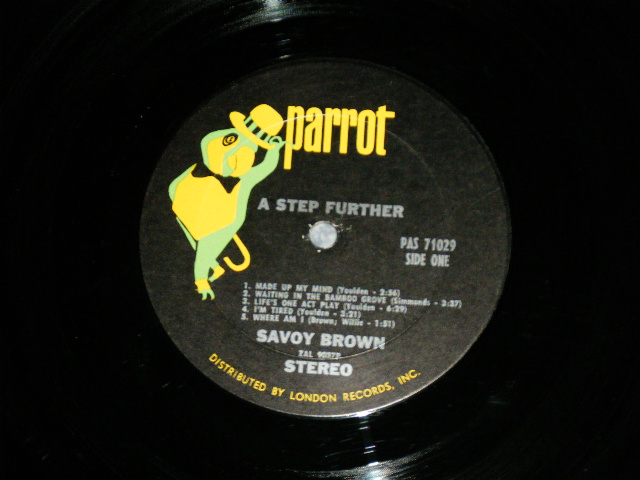 parrot
A STEP FURTHER
PAS 71029
SIDE ONE
1. MADE UP MY MIND (Youlden - 2:56)
2. WAITING IN THE BAMBOO GROVE (Simmonds - 3:37)
3. LIFE'S ONE ACT PLAY (Youlden - 6:29)
4. I'M TIRED (Youlden - 3:21)
5. WHERE AM I (Brown; Willie - 1:51)
SAVOY BROWN
ZAL
STEREO
DISTRIBUTED BY LONDON RECORDS, INC.